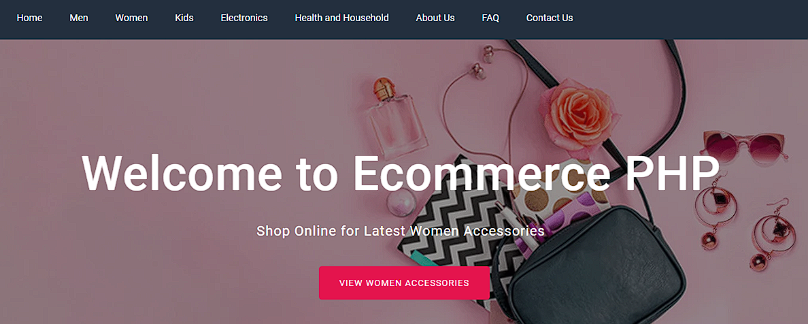 Home Men Women Kids Electronics Health and Household About Us FAQ Contact Us
Welcome to Ecommerce PHP
Shop Online for Latest Women Accessories
VIEW WOMEN ACCESSORIES